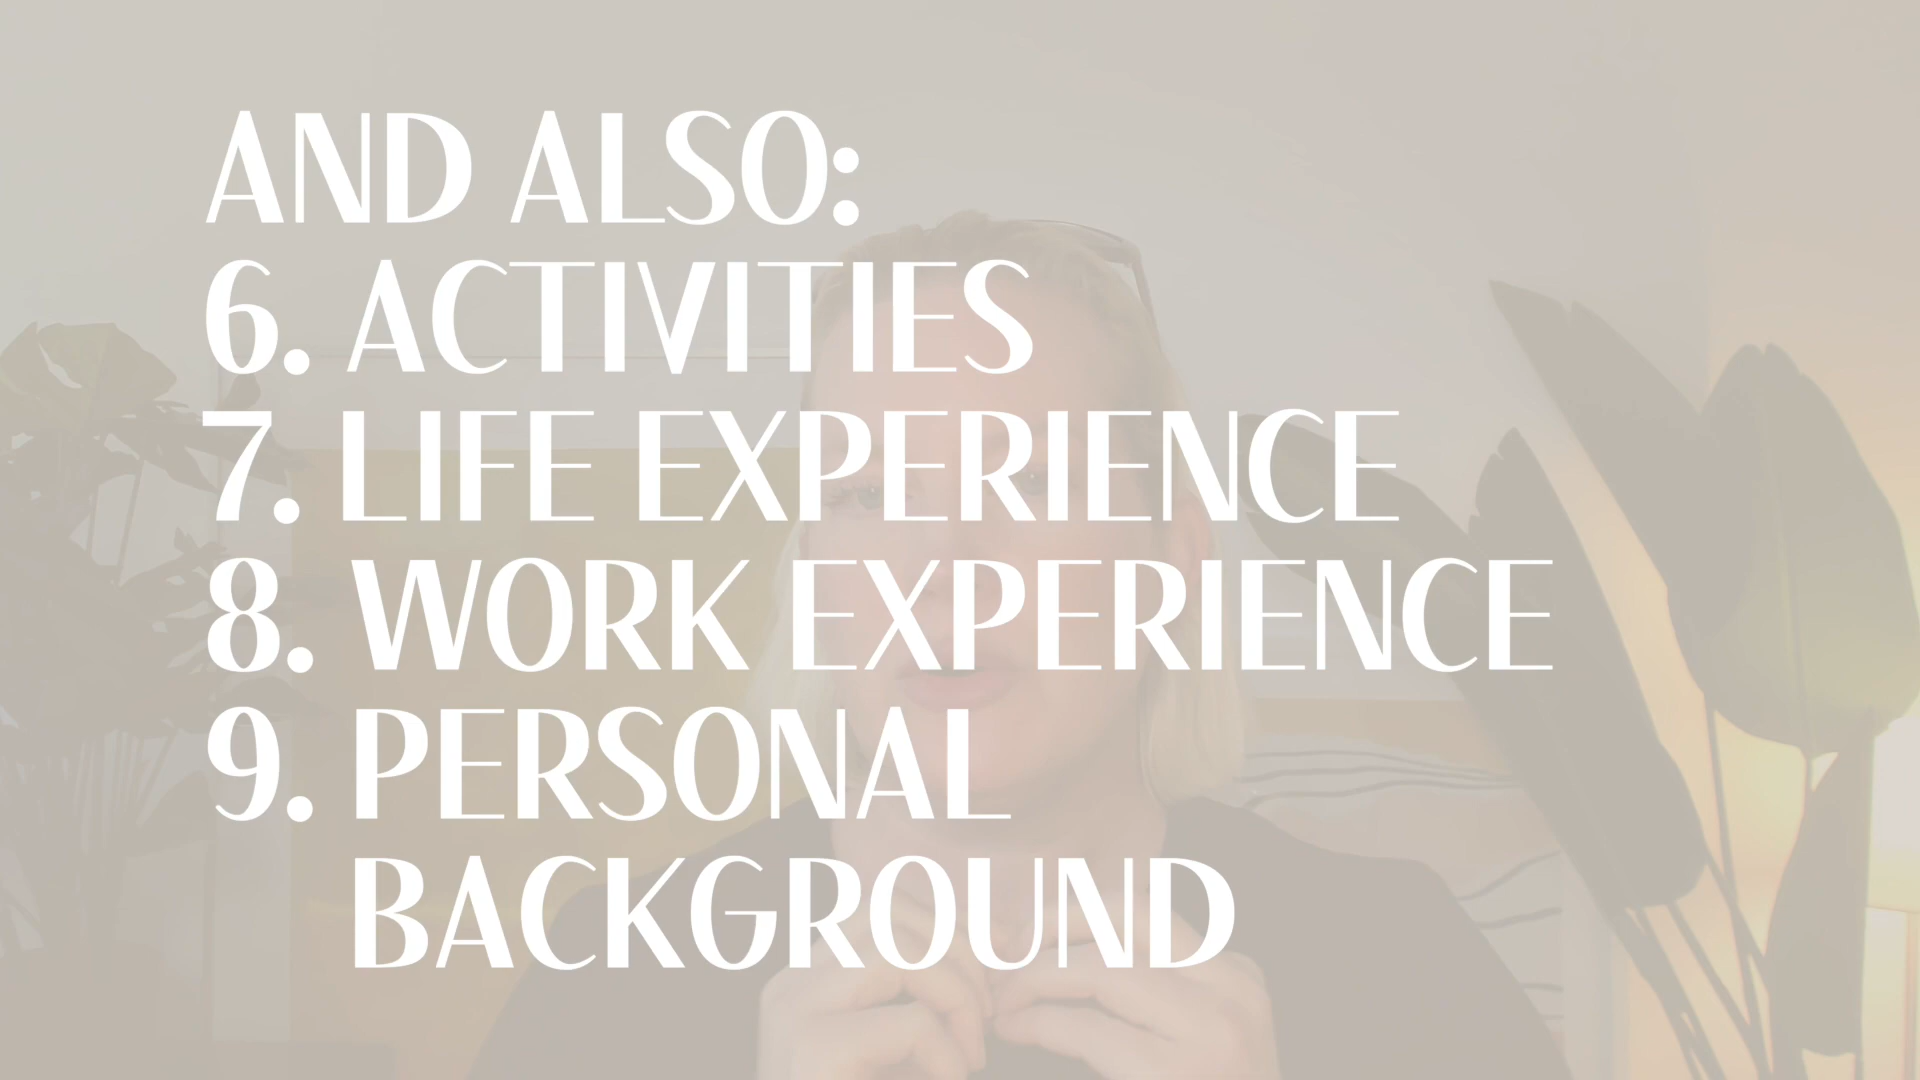 AND ALSO:
6. ACTIVITIES
7. LIFE EXPERIENCE
8. WORK EXPERIENCE
9. PERSONAL
BACKGROUND